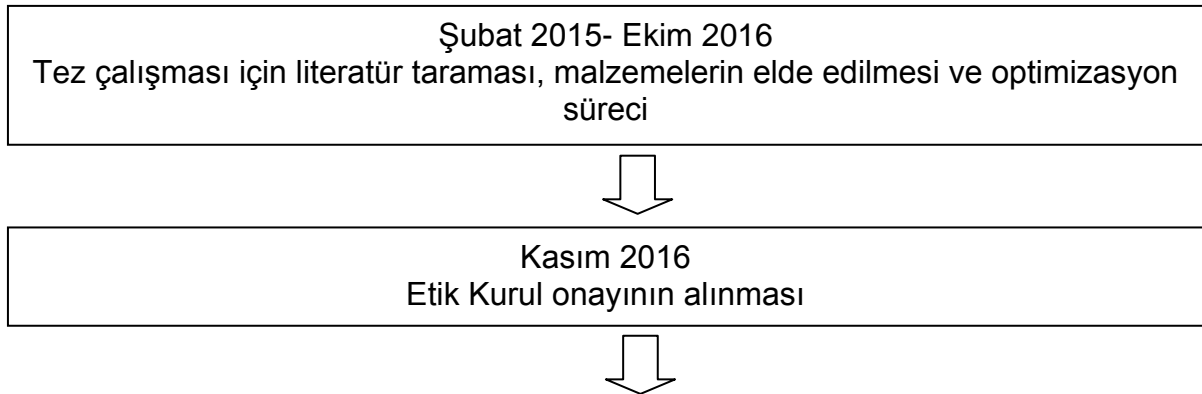 Şubat 2015- Ekim 2016
Tez çalışması için literatür taraması, malzemelerin elde edilmesi ve optimizasyon
süreci
Kasım 2016
Etik Kurul onayının alınması